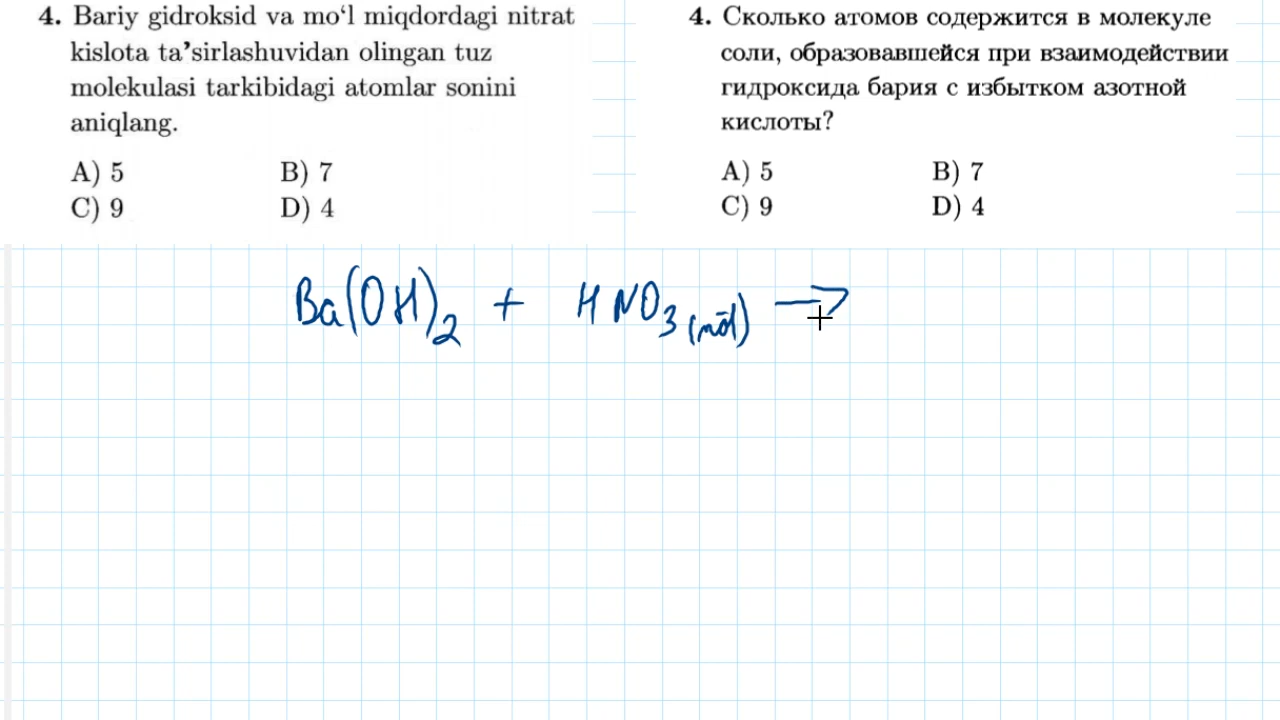 4. Bariy gidroksid va mo‘l miqdordagi nitrat
kislota ta’sirlashuvidan olingan tuz
molekulasi tarkibidagi atomlar sonini
aniqlang.
A) 5 B) 7
C) 9 D) 4
4. Сколько атомов содержится в молекуле
соли, образовавшейся при взаимодействии
гидроксида бария с избытком азотной
кислоты?
A) 5 B) 7
C) 9 D) 4
Ba(OH)₂ + HNO₃ (mōl) →